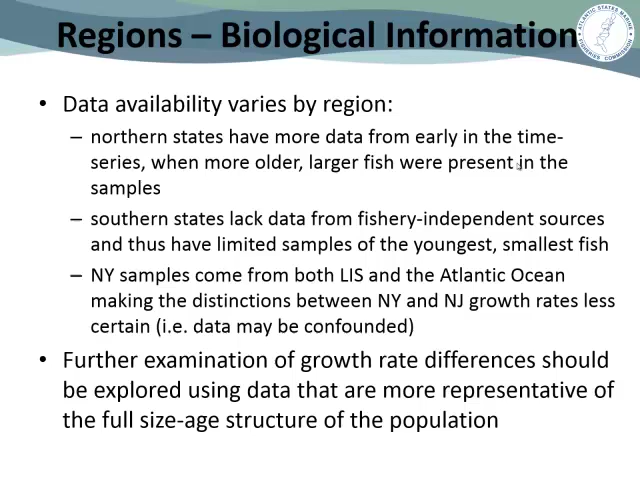 Regions – Biological Information
ATLANTIC STATES MARINE
FISHERIES COMMISSION
• Data availability varies by region:
– northern states have more data from early in the time-
series, when more older, larger fish were present in the
samples
– southern states lack data from fishery-independent sources
and thus have limited samples of the youngest, smallest fish
– NY samples come from both LIS and the Atlantic Ocean
making the distinctions between NY and NJ growth rates less
certain (i.e. data may be confounded)
• Further examination of growth rate differences should
be explored using data that are more representative of
the full size-age structure of the population